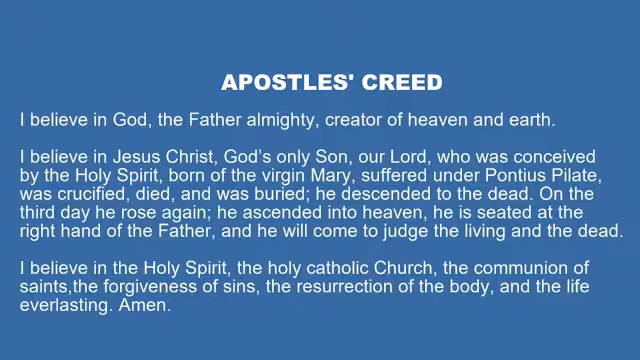 APOSTLES' CREED
I believe in God, the Father almighty, creator of heaven and earth.
I believe in Jesus Christ, God's only Son, our Lord, who was conceived
by the Holy Spirit, born of the virgin Mary, suffered under Pontius Pilate,
was crucified, died, and was buried; he descended to the dead. On the
third day he rose again; he ascended into heaven, he is seated at the
right hand of the Father, and he will come to judge the living and the dead.
I believe in the Holy Spirit, the holy catholic Church, the communion of
saints,the forgiveness of sins, the resurrection of the body, and the life
everlasting. Amen.